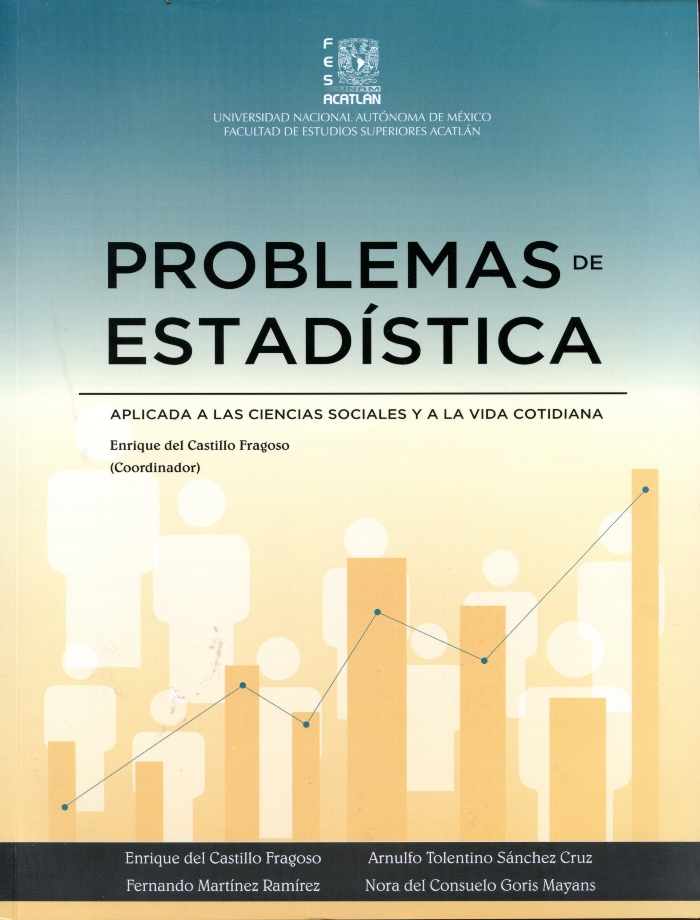 F
E
S
UNAM
ACATLÁN
UNIVERSIDAD NACIONAL AUTÓNOMA DE MÉXICO
FACULTAD DE ESTUDIOS SUPERIORES ACATLÁN
PROBLEMAS DE
ESTADÍSTICA
APLICADA A LAS CIENCIAS SOCIALES Y A LA VIDA COTIDIANA
Enrique del Castillo Fragoso
(Coordinador)
Enrique del Castillo Fragoso Arnulfo Tolentino Sánchez Cruz
Fernando Martínez Ramírez Nora del Consuelo Goris Mayans